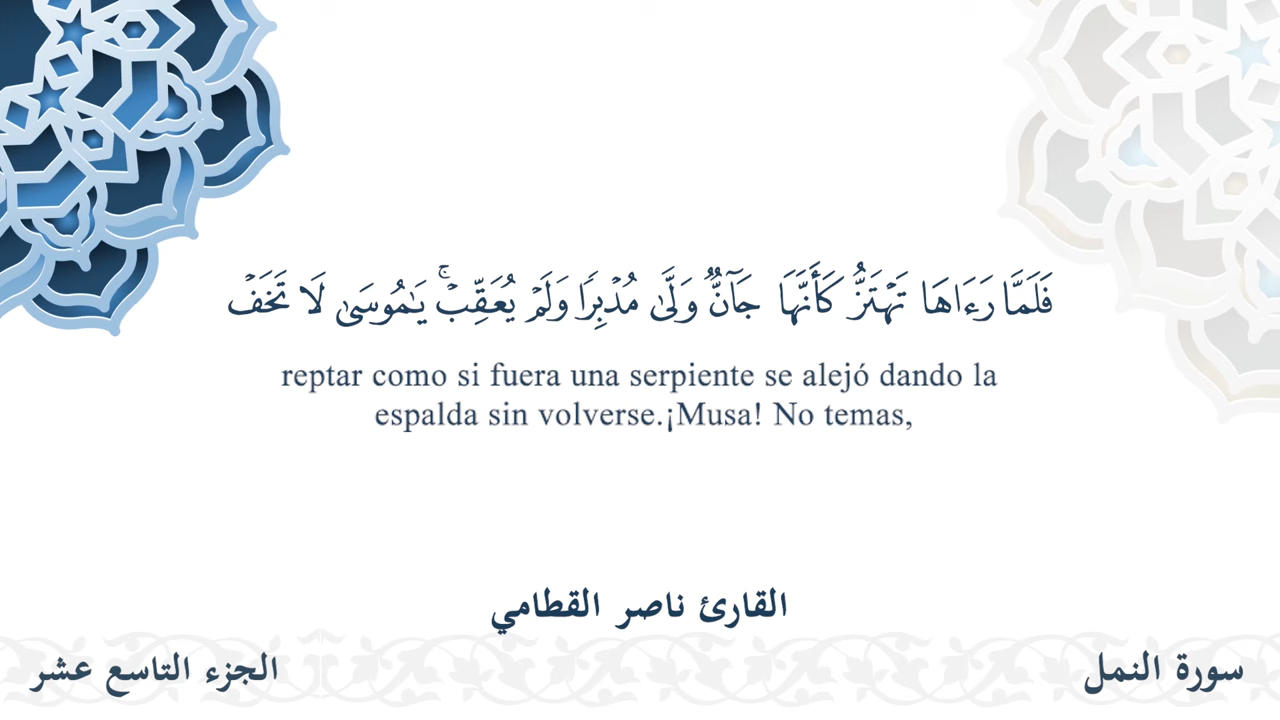 فَلَمَّا رَءَاهَا تَهۡتَزُّ كَأَنَّهَا جَآنّٞ وَلَّىٰ مُدۡبِرٗا وَلَمۡ يُعَقِّبۡۚ يَٰمُوسَىٰ لَا تَخَفۡ
reptar como si fuera una serpiente se alejó dando la
espalda sin volverse.¡Musa! No temas,
القارئ ناصر القطامي
سورة النمل
الجزء التاسع عشر